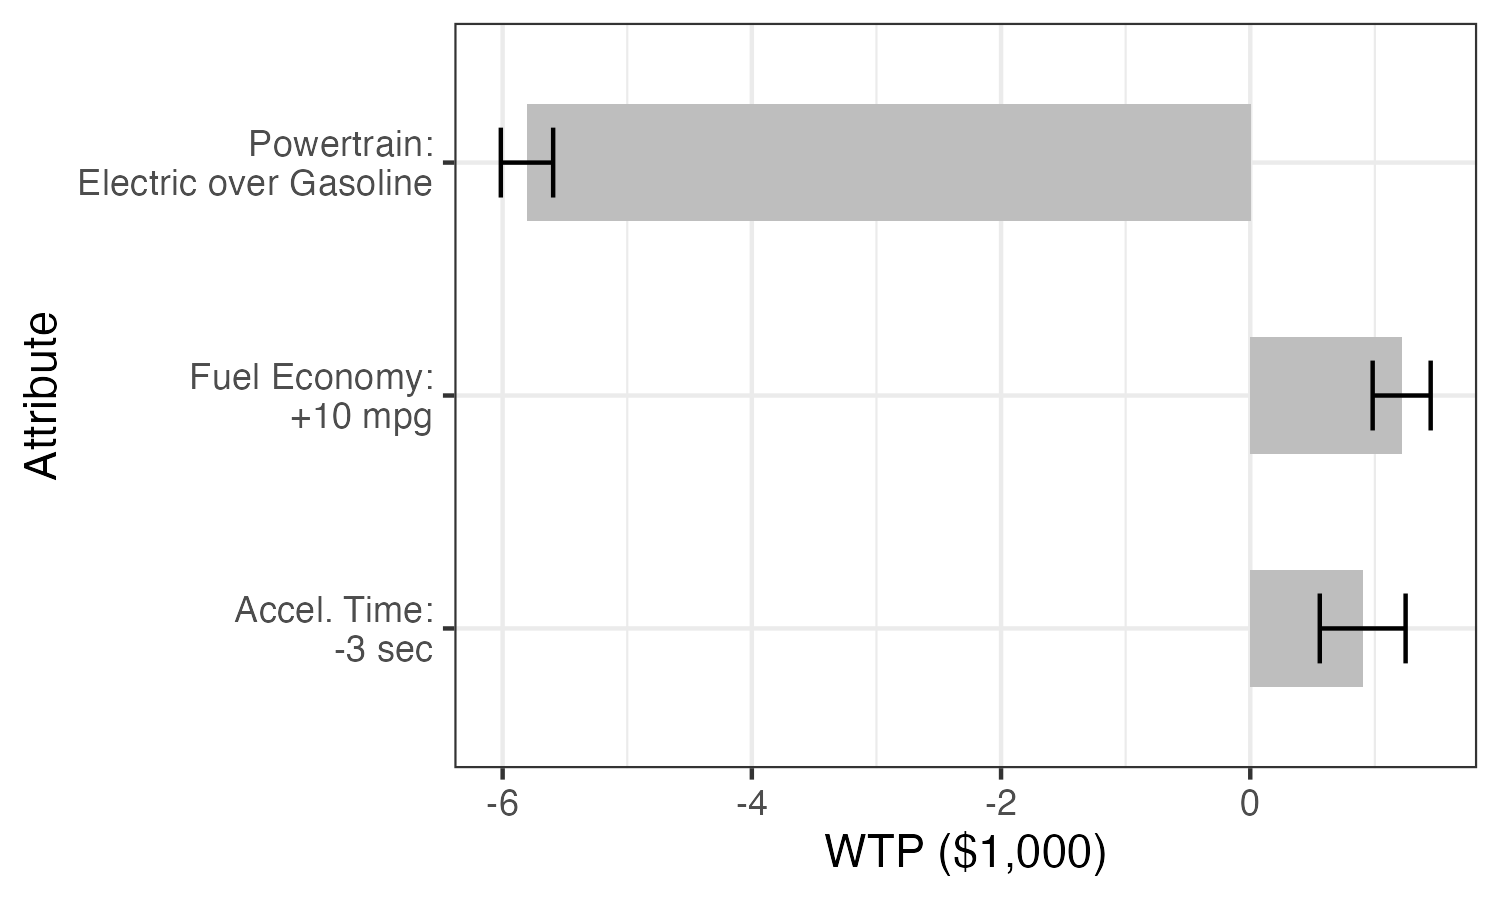 Powertrain:
Electric over Gasoline
Fuel Economy:
+10 mpg
Accel. Time:
-3 sec
Attribute
-6
-4
-2
0
WTP ($1,000)